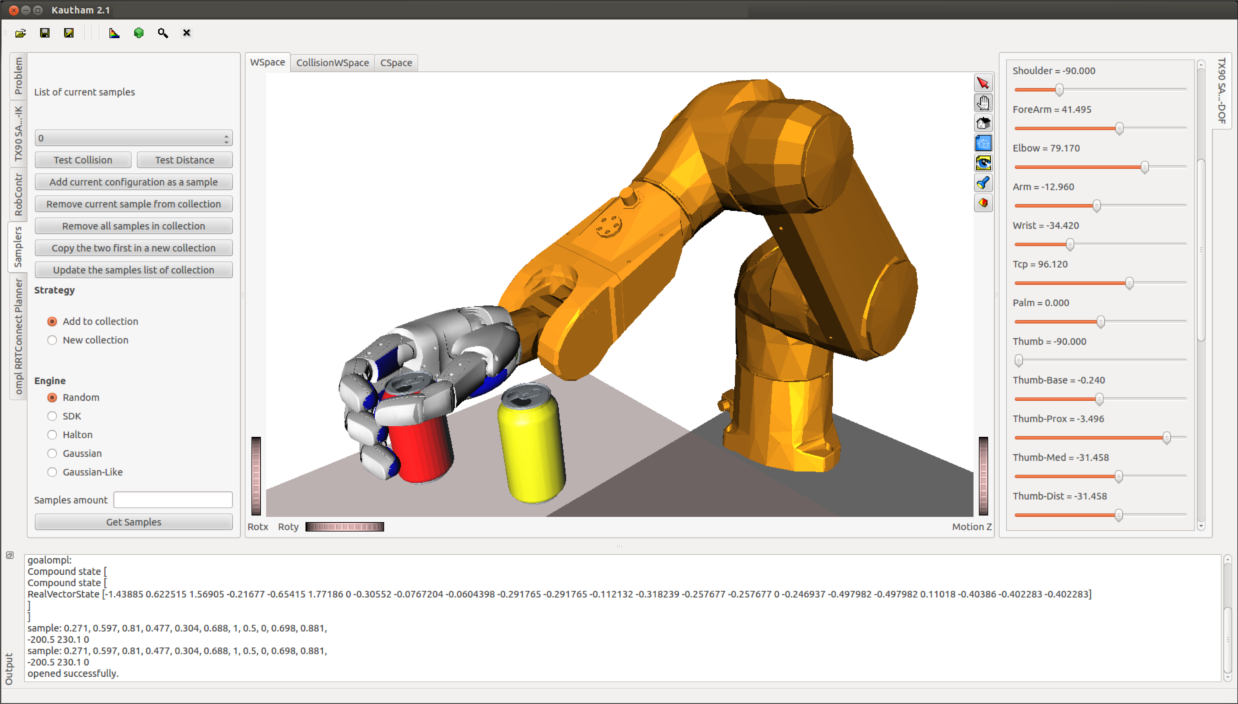 Kautham 2.1
Problem
TX90 SA...-IK
RobContr
Samplers
ompl RRTConnect Planner
List of current samples
0
Test Collision
Test Distance
Add current configuration as a sample
Remove current sample from collection
Remove all samples in collection
Copy the two first in a new collection
Update the samples list of collection
Strategy
Add to collection
New collection
Engine
Random
SDK
Halton
Gaussian
Gaussian-Like
Samples amount
Get Samples
WSpace
CollisionWSpace
CSpace
Rotx
Roty
Motion Z
TX90 SA...-DOF
Shoulder = -90.000
ForeArm = 41.495
Elbow = 79.170
Arm = -12.960
Wrist = -34.420
Tcp = 96.120
Palm = 0.000
Thumb = -90.000
Thumb-Base = -0.240
Thumb-Prox = -3.496
Thumb-Med = -31.458
Thumb-Dist = -31.458
Output
goalompl:
Compound state [
Compound state [
RealVectorState [-1.43885 0.622515 1.56905 -0.21677 -0.65415 1.77186 0 -0.30552 -0.0767204 -0.0604398 -0.291765 -0.291765 -0.112132 -0.318239 -0.257677 -0.257677 0 -0.246937 -0.497982 -0.497982 0.11018 -0.40386 -0.402283 -0.402283]
]
]
sample: 0.271, 0.597, 0.81, 0.477, 0.304, 0.688, 1, 0.5, 0, 0.698, 0.881,
-200.5 230.1 0
sample: 0.271, 0.597, 0.81, 0.477, 0.304, 0.688, 1, 0.5, 0, 0.698, 0.881,
-200.5 230.1 0
opened successfully.